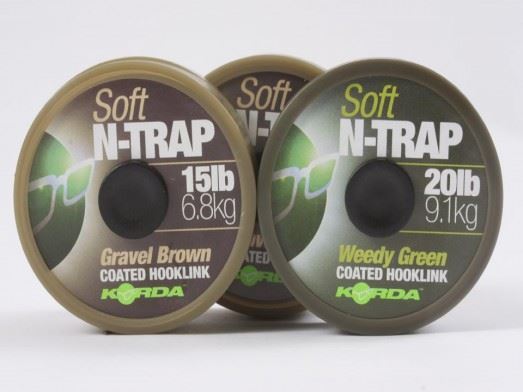 Soft
N-TRAP
15lb
6.8kg
Gravel Brown
COATED HOOKLINK
KORDA
Soft
N-T
COATED
Soft
N-TRAP
20lb
9.1kg
Weedy Green
COATED HOOKLINK
KORDA